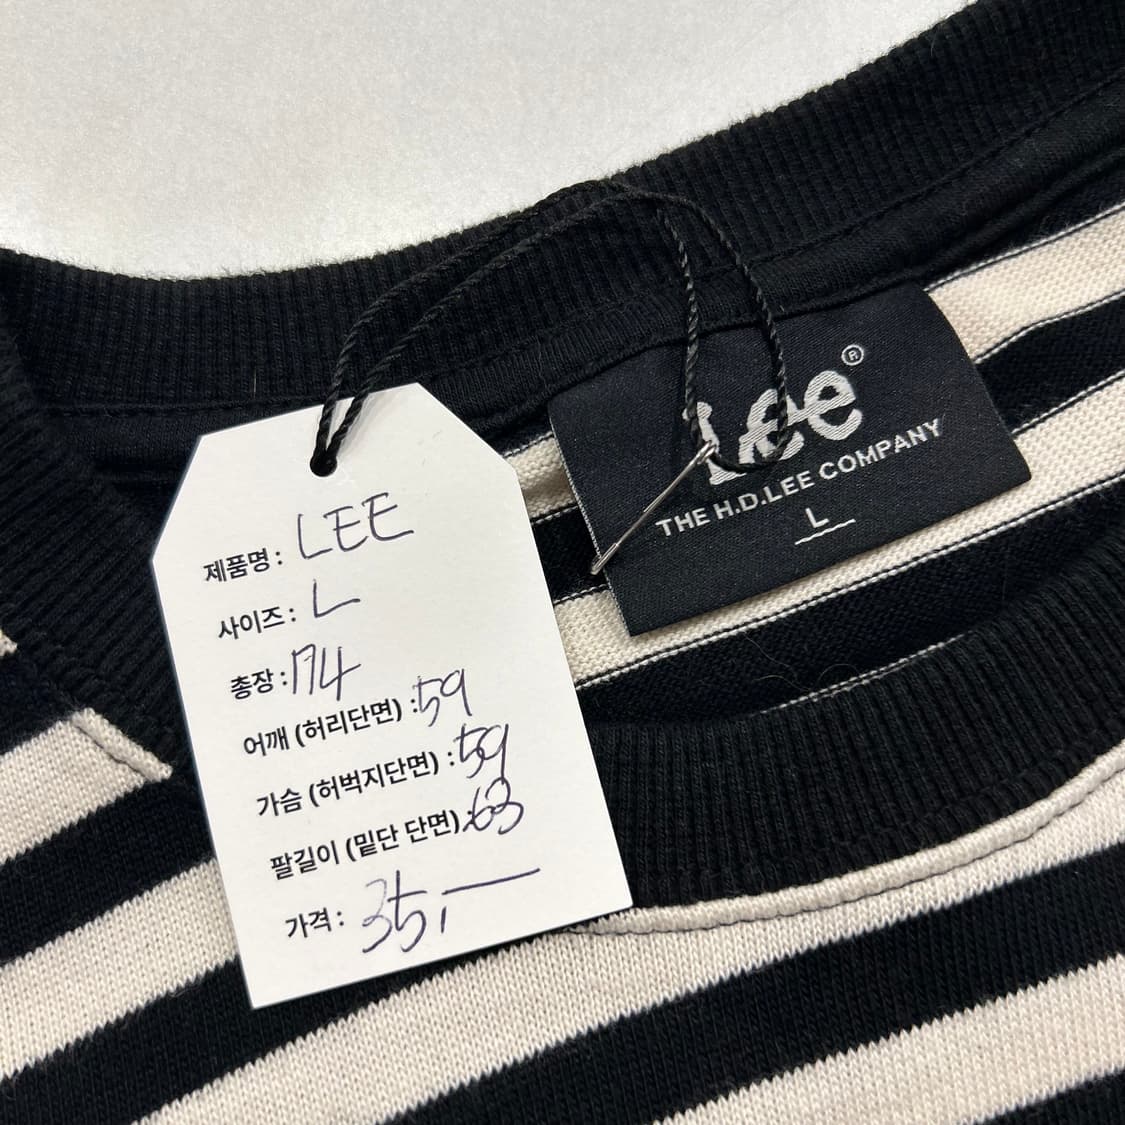 Lee®
THE H.D.LEE COMPANY
L
제품명 : LEE
사이즈 : L
총장 : 74
어깨 (허리단면) : 59
가슴 (허벅지단면) : 59
팔길이 (밑단 단면) : 63
가격 : 35,—